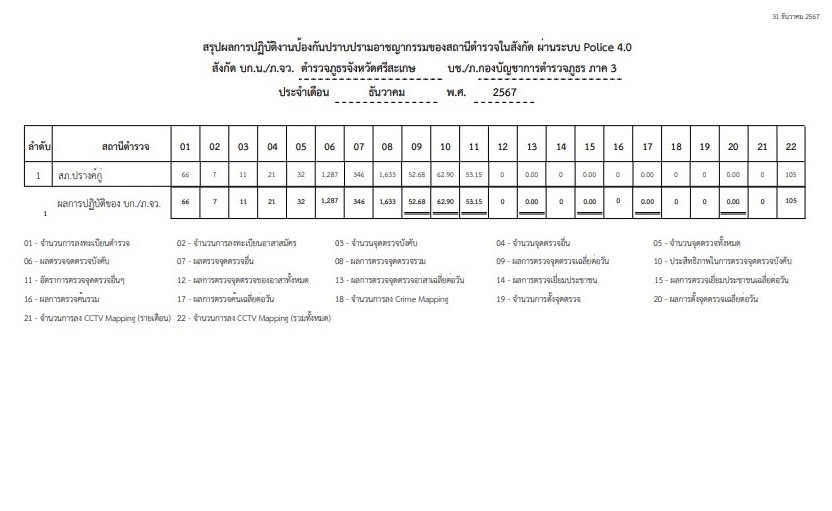 31 ธันวาคม 2567
สรุปผลการปฏิบัติงานป้องกันปราบปรามอาชญากรรมของสถานีตำรวจในสังกัด ผ่านระบบ Police 4.0
สังกัด บก.น./ภ.จว. ตำรวจภูธรจังหวัดศรีสะเกษ บช./ภ.กองบัญชาการตำรวจภูธร ภาค 3
ประจำเดือน ธันวาคม พ.ศ. 2567
ลำดับ สถานีตำรวจ 01 02 03 04 05 06 07 08 09 10 11 12 13 14 15 16 17 18 19 20 21 22
1 สภ.ปรางค์กู่ 66 7 11 21 32 1,287 346 1,633 52.68 62.90 53.15 0 0.00 0 0.00 0 0.00 0 0 0.00 0 105
1 ผลการปฏิบัติของ บก./ภ.จว. 66 7 11 21 32 1,287 346 1,633 52.68 62.90 53.15 0 0.00 0 0.00 0 0.00 0 0 0.00 0 105
01 - จำนวนการลงทะเบียนตำรวจ 02 - จำนวนการลงทะเบียนอาสาสมัคร 03 - จำนวนจุดตรวจบังคับ 04 - จำนวนจุดตรวจอื่น 05 - จำนวนจุดตรวจทั้งหมด
06 - ผลตรวจจุดตรวจบังคับ 07 - ผลตรวจจุดตรวจอื่น 08 - ผลการตรวจจุดตรวจรวม 09 - ผลการตรวจจุดตรวจเฉลี่ยต่อวัน 10 - ประสิทธิภาพในการตรวจจุดตรวจบังคับ
11 - อัตราการตรวจจุดตรวจอื่นๆ 12 - ผลการตรวจจุดตรวจของอาสาทั้งหมด 13 - ผลการตรวจจุดตรวจอาสาเฉลี่ยต่อวัน 14 - ผลการตรวจเยี่ยมประชาชน 15 - ผลการตรวจเยี่ยมประชาชนเฉลี่ยต่อวัน
16 - ผลการตรวจค้นรวม 17 - ผลการตรวจค้นเฉลี่ยต่อวัน 18 - จำนวนการลง Crime Mapping 19 - จำนวนการตั้งจุดตรวจ 20 - ผลการตั้งจุดตรวจเฉลี่ยต่อวัน
21 - จำนวนการลง CCTV Mapping (รายเดือน) 22 - จำนวนการลง CCTV Mapping (รวมทั้งหมด)